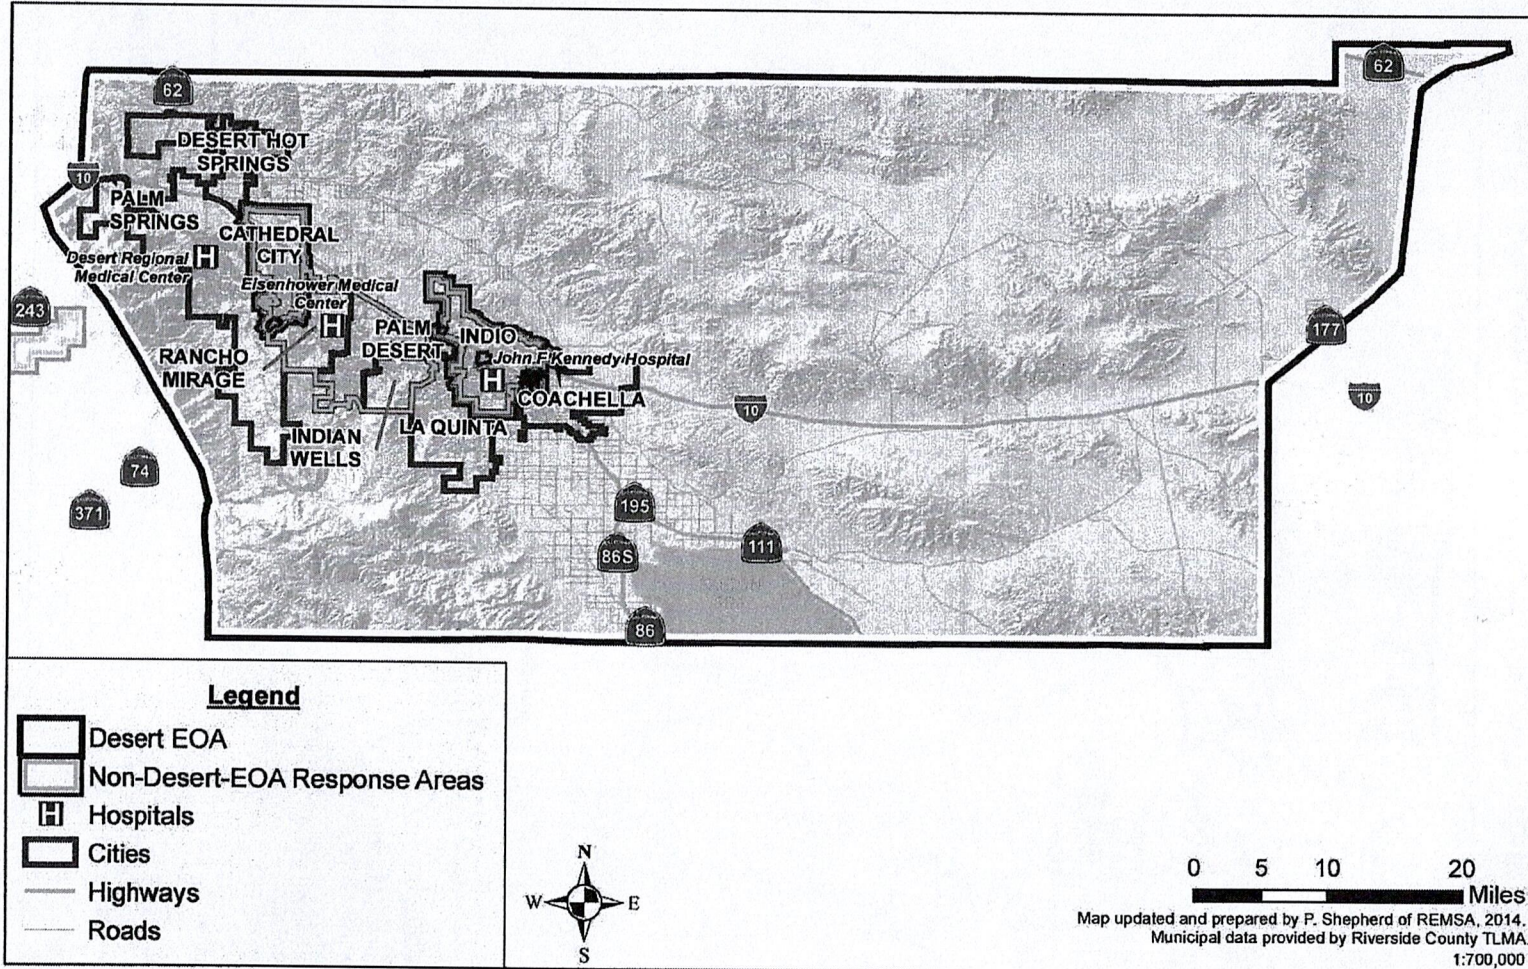 62
62
DESERT HOT
SPRINGS
10
PALM
SPRINGS
CATHEDRAL
CITY
Desert Regional
Medical Center
H
Eisenhower Medical
Center
H
243
177
PALM
DESERT
INDIO
RANCHO
MIRAGE
John F Kennedy Hospital
H
COACHELLA
10
10
LA QUINTA
INDIAN
WELLS
74
371
195
86S
111
86
Legend
Desert EOA
Non-Desert-EOA Response Areas
H Hospitals
Cities
Highways
Roads
N
W E
S
0 5 10 20
Miles
Map updated and prepared by P. Shepherd of REMSA, 2014.
Municipal data provided by Riverside County TLMA
1:700,000